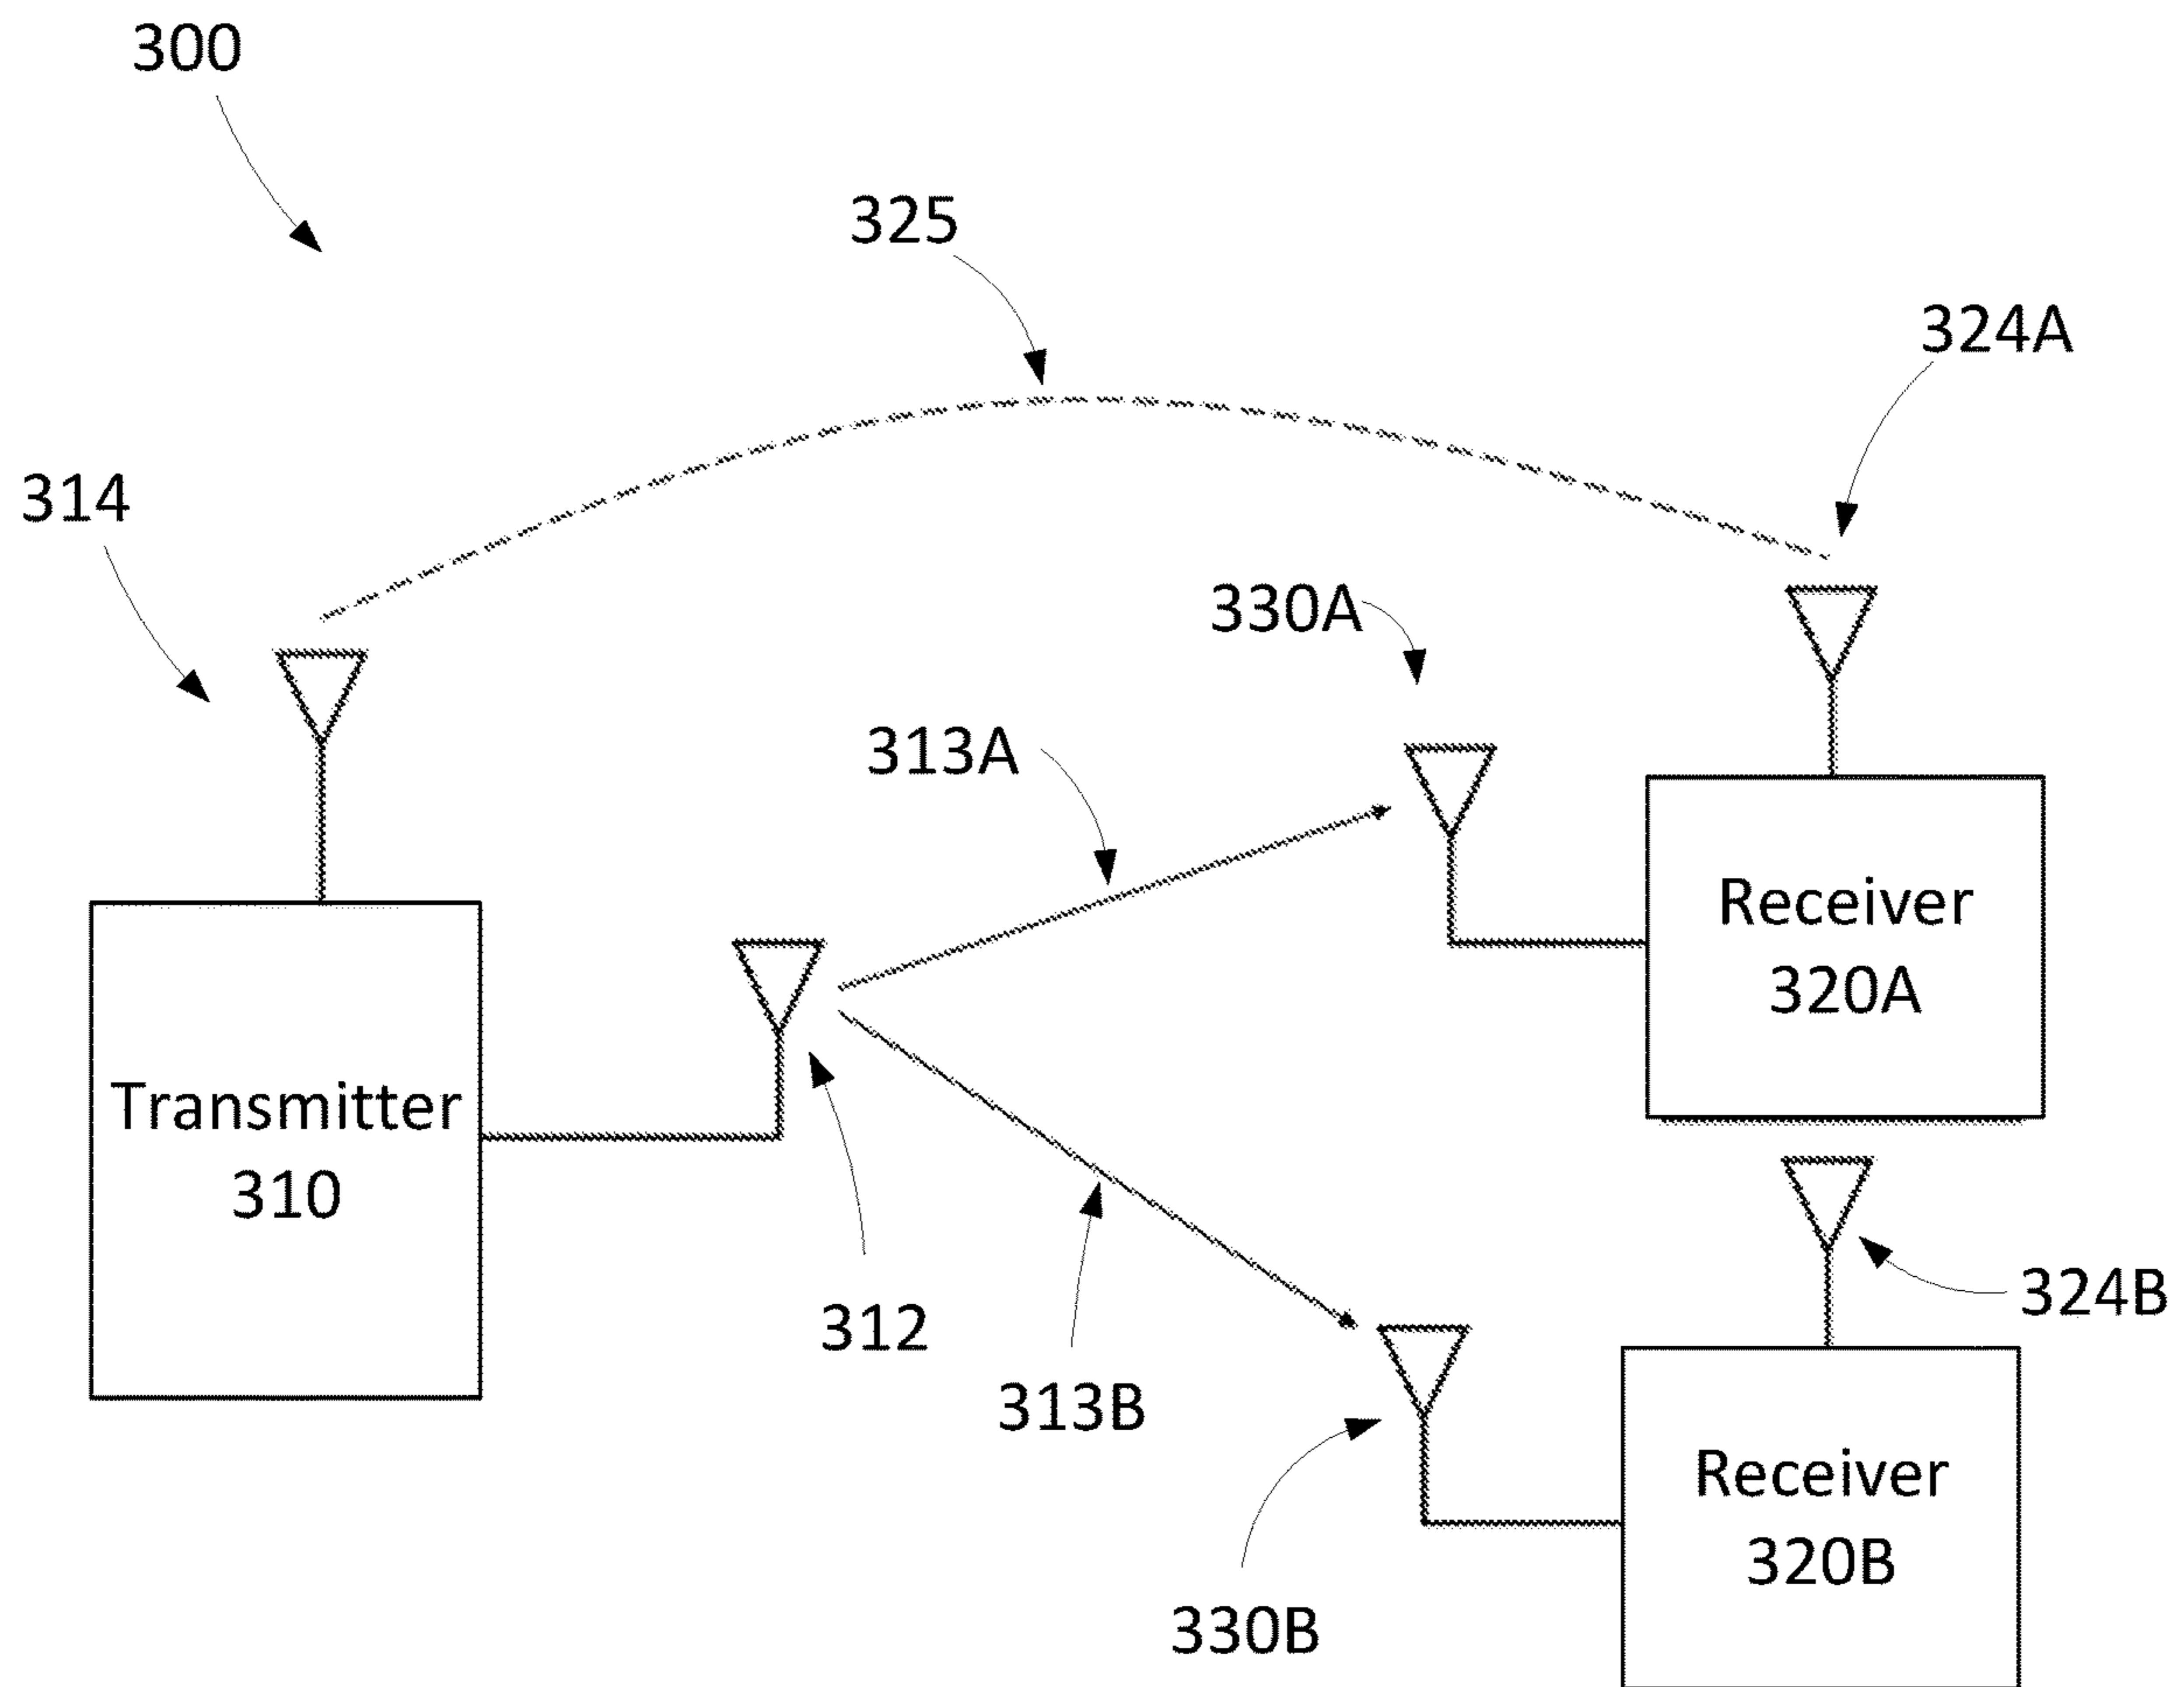 300
325
324A
314
330A
313A
Receiver
320A
Transmitter
310
324B
312
313B
Receiver
320B
330B